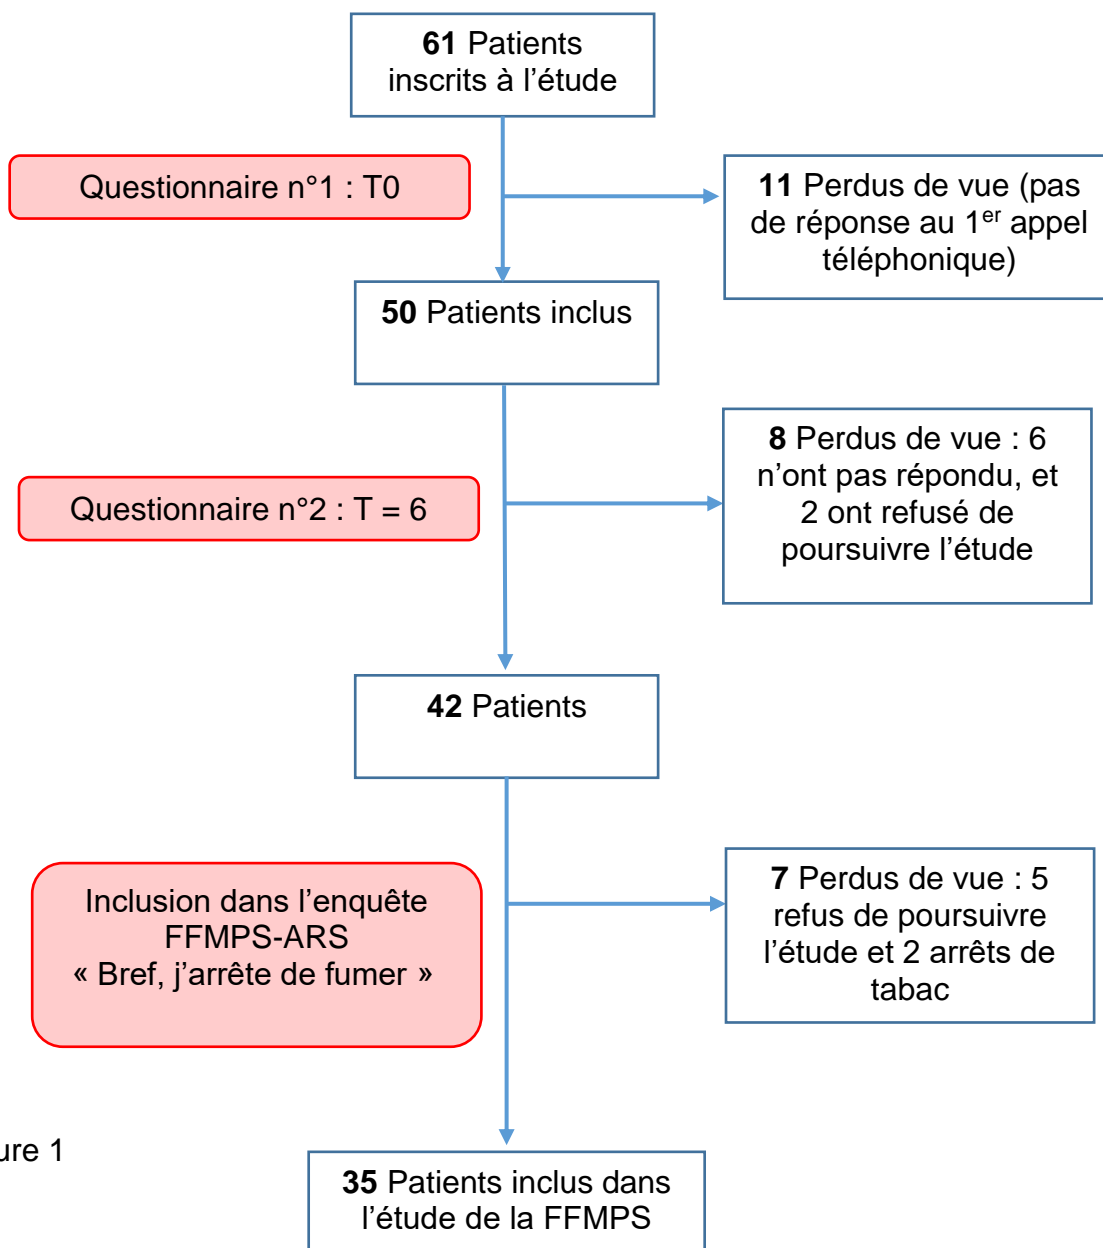 61 Patients
inscrits à l'étude
Questionnaire n°1 : T0
11 Perdus de vue (pas
de réponse au 1er appel
téléphonique)
50 Patients inclus
8 Perdus de vue : 6
n'ont pas répondu, et
2 ont refusé de
poursuivre l'étude
Questionnaire n°2 : T = 6
42 Patients
Inclusion dans l'enquête
FFMPS-ARS
« Bref, j'arrête de fumer »
7 Perdus de vue : 5
refus de poursuivre
l'étude et 2 arrêts de
tabac
ure 1
35 Patients inclus dans
l'étude de la FFMPS